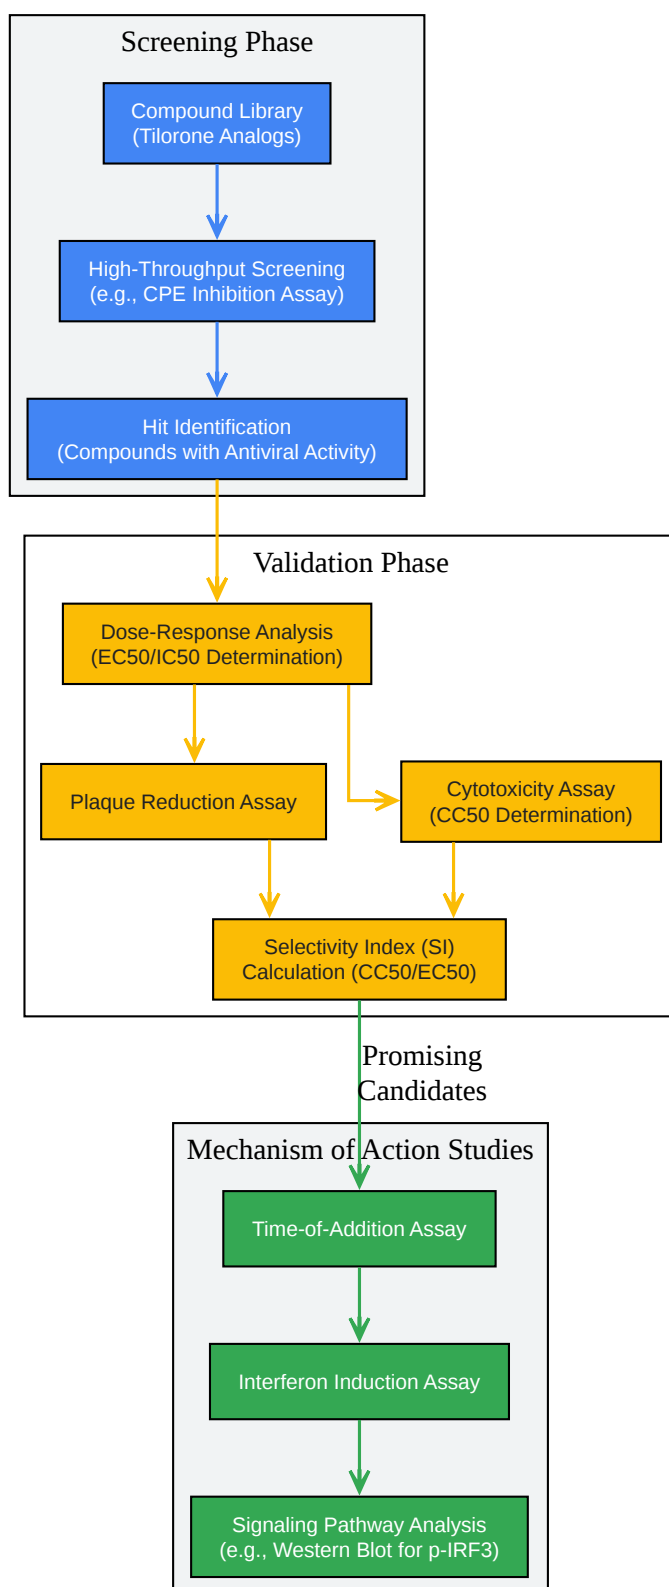 Screening Phase
Compound Library
(Tilorone Analogs)
High-Throughput Screening
(e.g., CPE Inhibition Assay)
Hit Identification
(Compounds with Antiviral Activity)
Validation Phase
Dose-Response Analysis
(EC50/IC50 Determination)
Plaque Reduction Assay
Cytotoxicity Assay
(CC50 Determination)
Selectivity Index (SI)
Calculation (CC50/EC50)
Promising
Candidates
Mechanism of Action Studies
Time-of-Addition Assay
Interferon Induction Assay
Signaling Pathway Analysis
(e.g., Western Blot for p-IRF3)